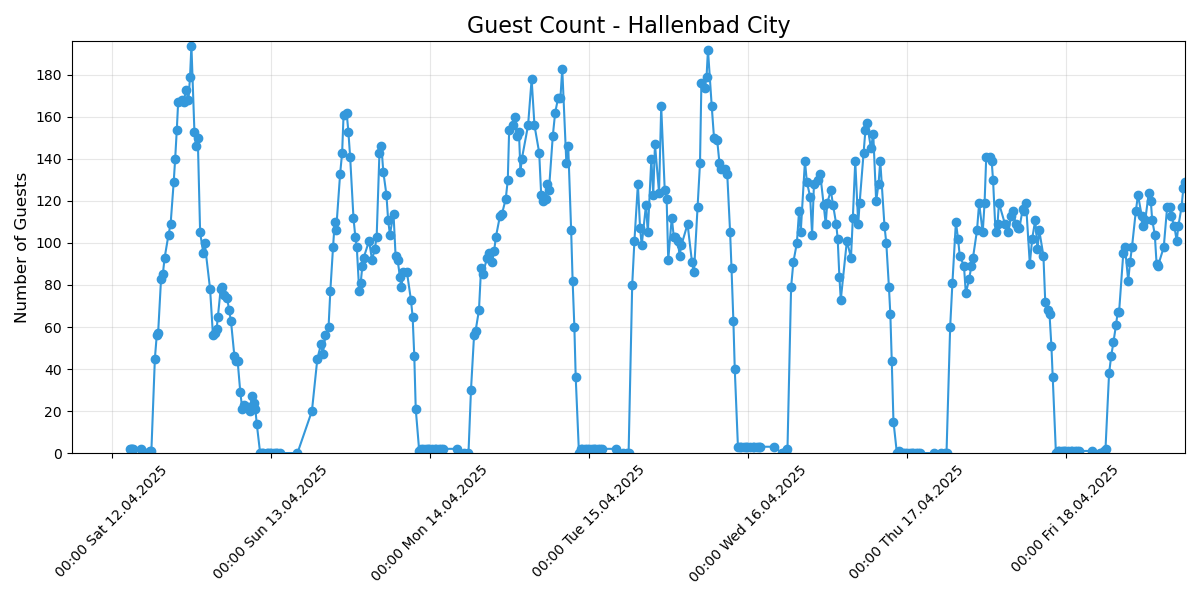 Guest Count - Hallenbad City
Number of Guests
180
160
140
120
100
80
60
40
20
0
00:00 Sat 12.04.2025
00:00 Sun 13.04.2025
00:00 Mon 14.04.2025
00:00 Tue 15.04.2025
00:00 Wed 16.04.2025
00:00 Thu 17.04.2025
00:00 Fri 18.04.2025